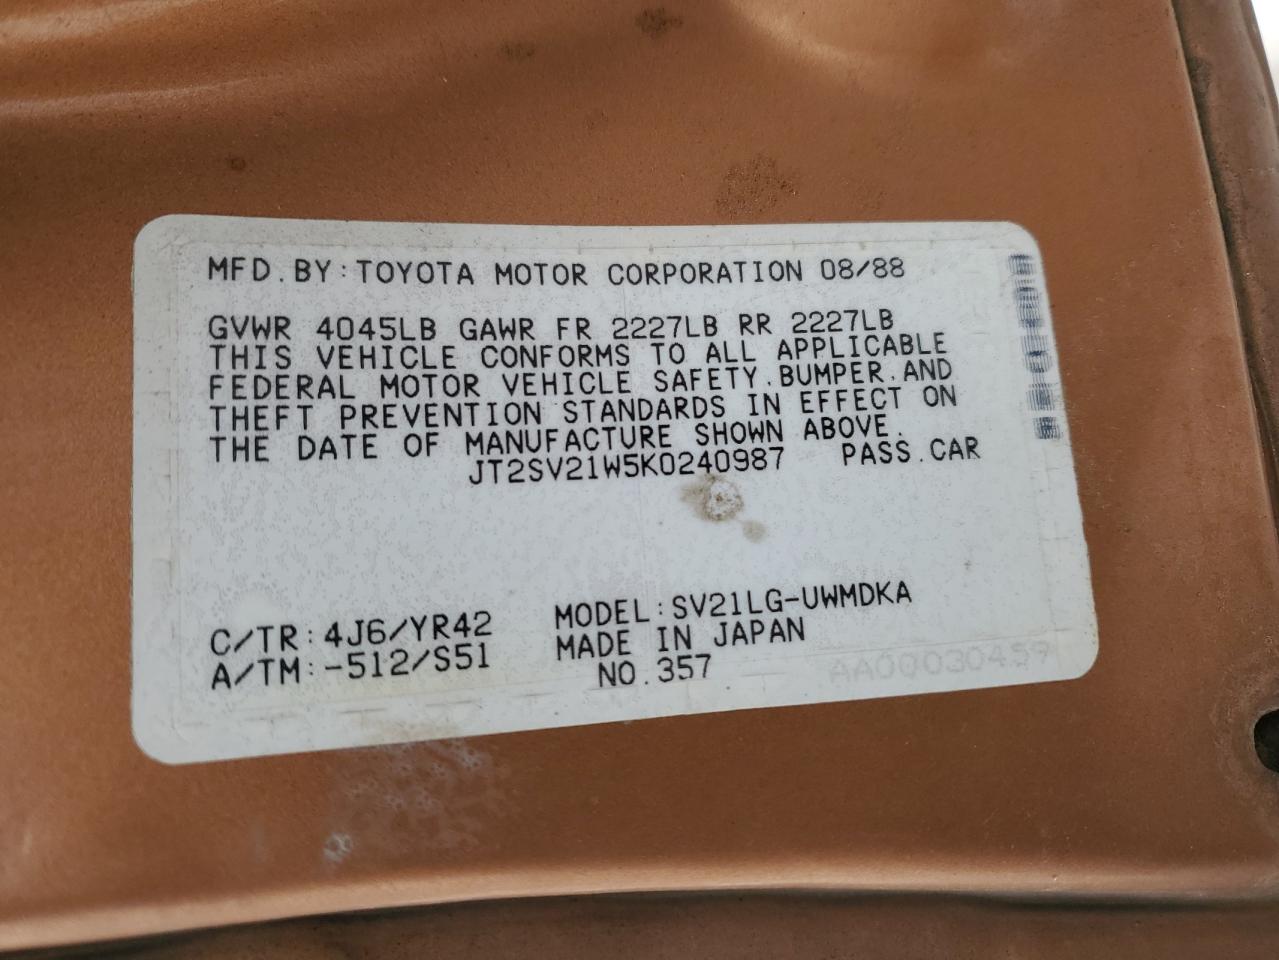 MFD.BY:TOYOTA MOTOR CORPORATION 08/88
GVWR 4045LB GAWR FR 2227LB RR 2227LB
THIS VEHICLE CONFORMS TO ALL APPLICABLE
FEDERAL MOTOR VEHICLE SAFETY.BUMPER.AND
THEFT PREVENTION STANDARDS IN EFFECT ON
THE DATE OF MANUFACTURE SHOWN ABOVE.
JT2SV21W5K0240987 PASS.CAR
C/TR:4J6/YR42 MODEL:SV21LG-UWMDKA
A/TM:-512/S51 MADE IN JAPAN
NO.357 AA00030459